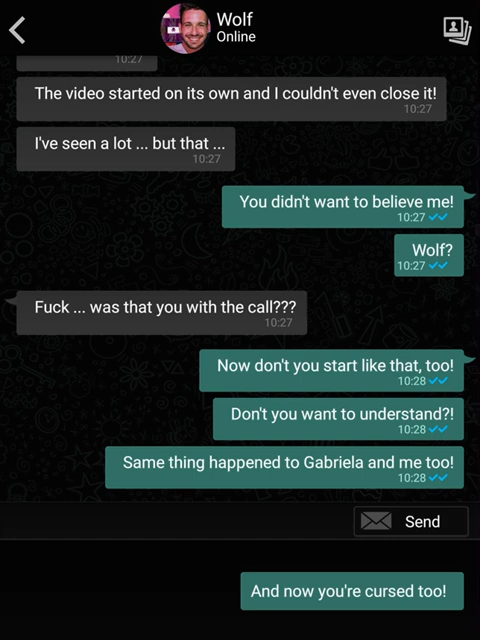 Wolf
Online
10:27
The video started on its own and I couldn't even close it!
10:27
I've seen a lot ... but that ...
10:27
You didn't want to believe me!
10:27
Wolf?
10:27
Fuck ... was that you with the call???
10:27
Now don't you start like that, too!
10:28
Don't you want to understand?!
10:28
Same thing happened to Gabriela and me too!
10:28
Send
And now you're cursed too!